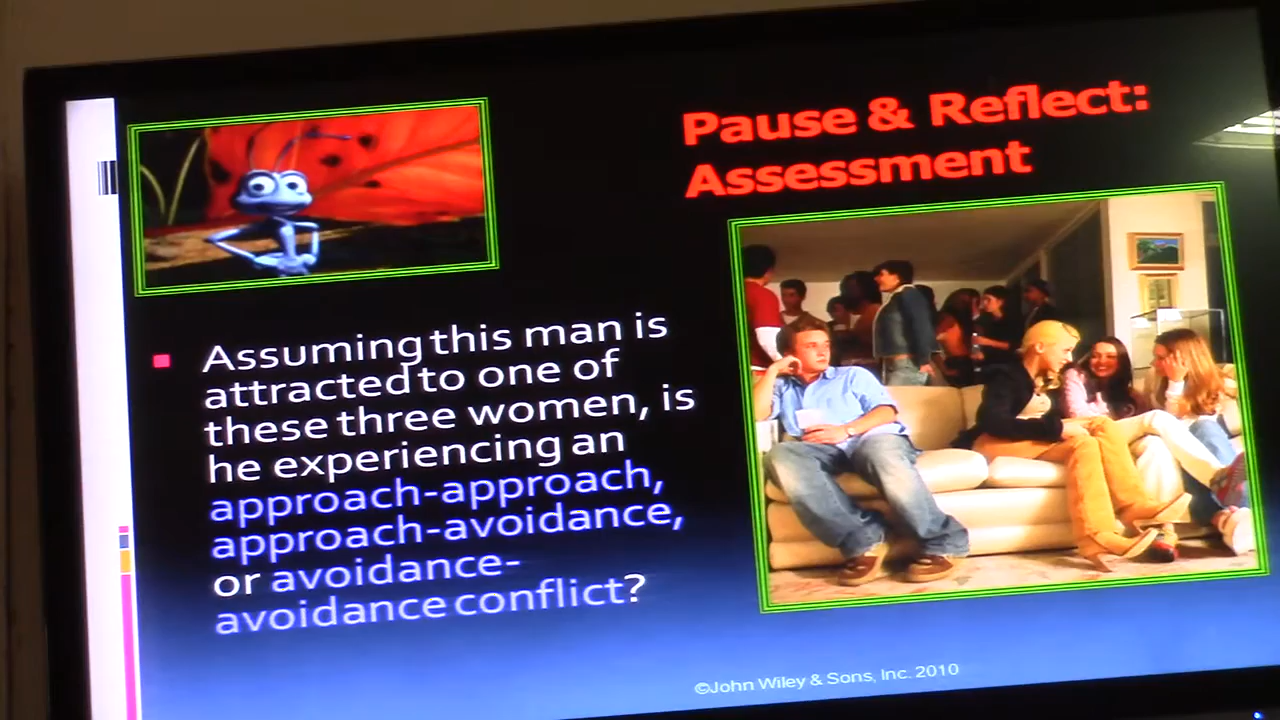 Pause & Reflect:
Assessment
Assuming this man is
attracted to one of
these three women, is
he experiencing an
approach-approach,
approach-avoidance,
or avoidance-
avoidance conflict?
©John Wiley & Sons, Inc. 2010